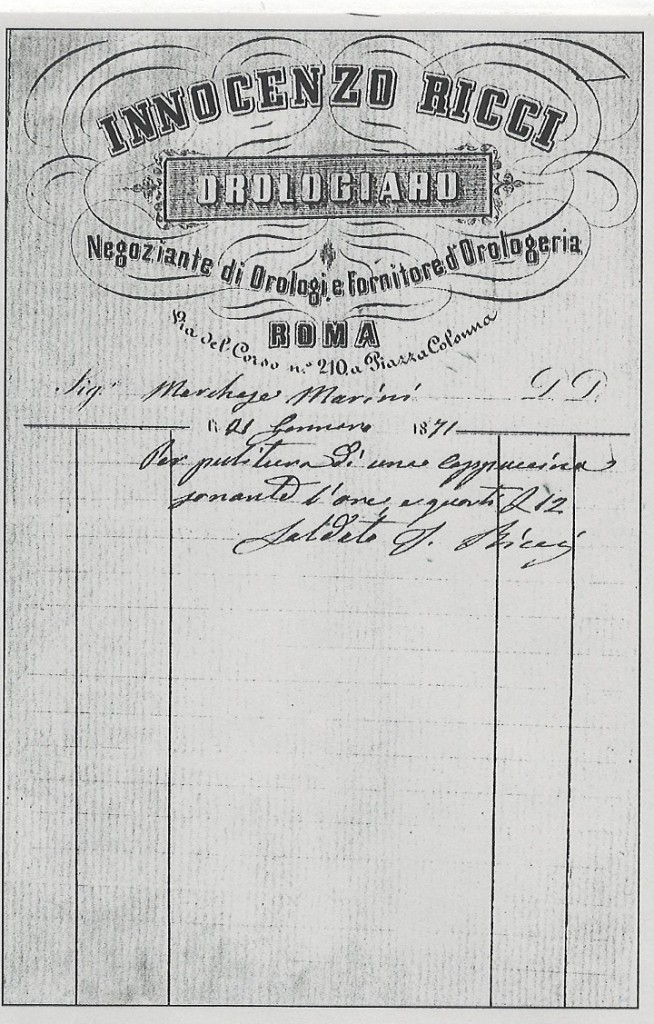 INNOCENZO RICCI
OROLOGIARO
Negoziante di Orologi e Fornitore d'Orologeria
ROMA
Via del Corso n.º 210, a Piazza Colonna
Sig.r Marchese Marini D D
li 21 Gennaro 1871
Per pulitura di una cappuccina
sonante l'ore e quarti £ 12
Saldato I. Ricci